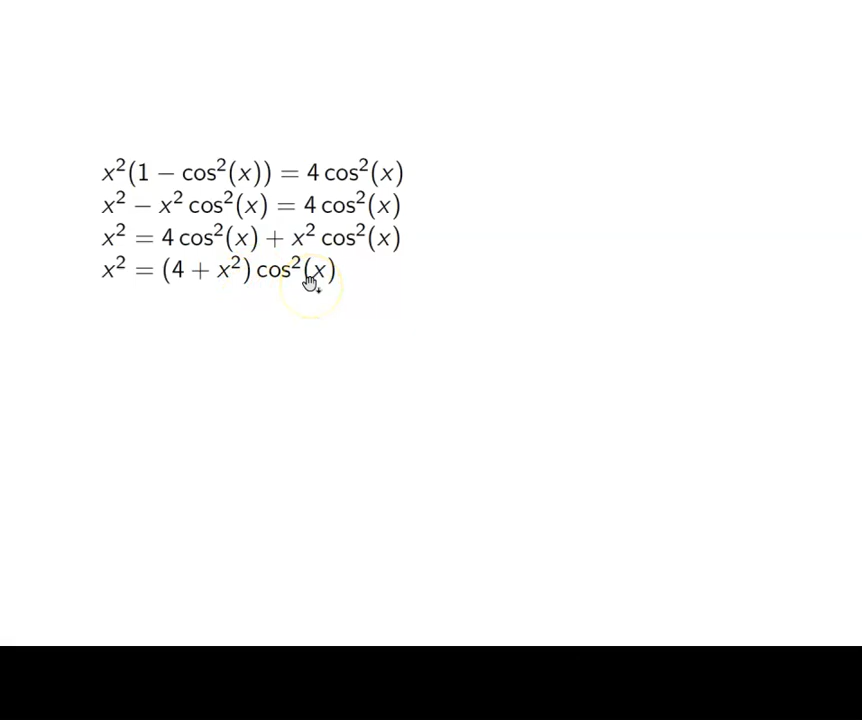 x²(1 − cos²(x)) = 4 cos²(x)
x² − x² cos²(x) = 4 cos²(x)
x² = 4 cos²(x) + x² cos²(x)
x² = (4 + x²) cos²(x)